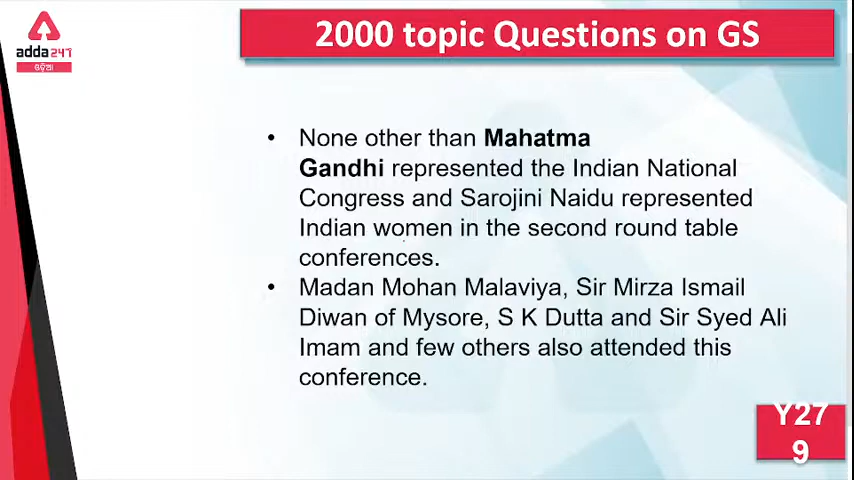 adda247
ଓଡ଼ିଆ
2000 topic Questions on GS
• None other than Mahatma
Gandhi represented the Indian National
Congress and Sarojini Naidu represented
Indian women in the second round table
conferences.
• Madan Mohan Malaviya, Sir Mirza Ismail
Diwan of Mysore, S K Dutta and Sir Syed Ali
Imam and few others also attended this
conference.
Y27
9